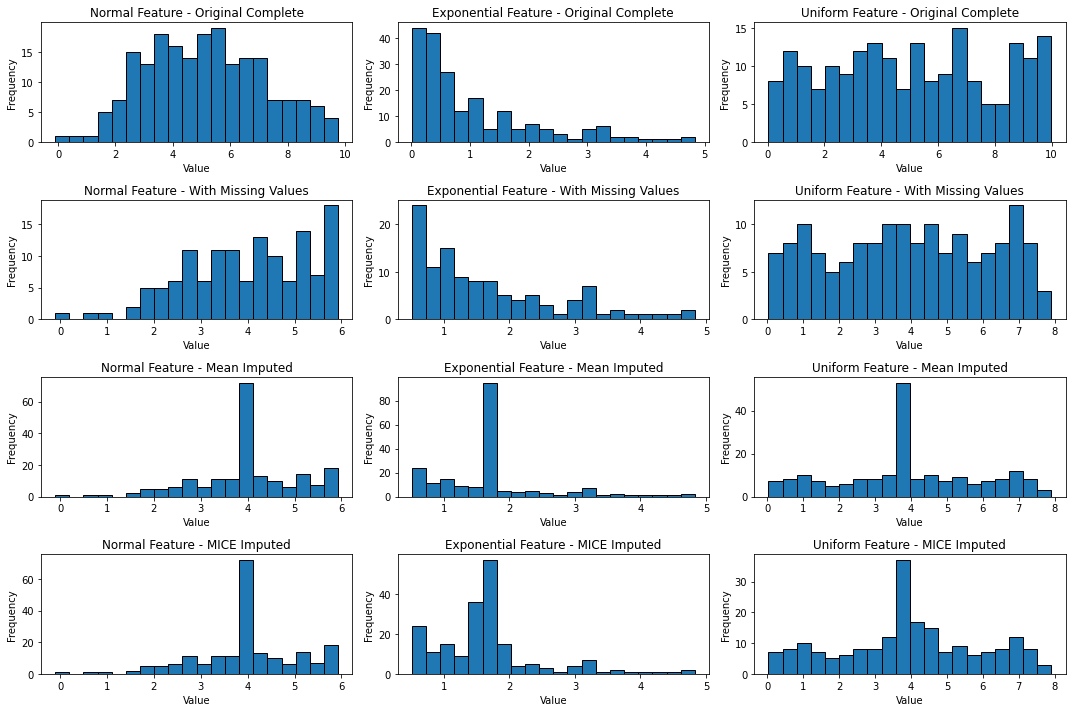 Normal Feature - Original Complete
Frequency
15
10
5
0
0 2 4 6 8 10
Value
Exponential Feature - Original Complete
Frequency
40
30
20
10
0
0 1 2 3 4 5
Value
Uniform Feature - Original Complete
Frequency
15
10
5
0
0 2 4 6 8 10
Value
Normal Feature - With Missing Values
Frequency
15
10
5
0
0 1 2 3 4 5 6
Value
Exponential Feature - With Missing Values
Frequency
20
10
0
1 2 3 4 5
Value
Uniform Feature - With Missing Values
Frequency
10
5
0
0 1 2 3 4 5 6 7 8
Value
Normal Feature - Mean Imputed
Frequency
60
40
20
0
0 1 2 3 4 5 6
Value
Exponential Feature - Mean Imputed
Frequency
80
60
40
20
0
1 2 3 4 5
Value
Uniform Feature - Mean Imputed
Frequency
40
20
0
0 1 2 3 4 5 6 7 8
Value
Normal Feature - MICE Imputed
Frequency
60
40
20
0
0 1 2 3 4 5 6
Value
Exponential Feature - MICE Imputed
Frequency
40
20
0
1 2 3 4 5
Value
Uniform Feature - MICE Imputed
Frequency
30
20
10
0
0 1 2 3 4 5 6 7 8
Value